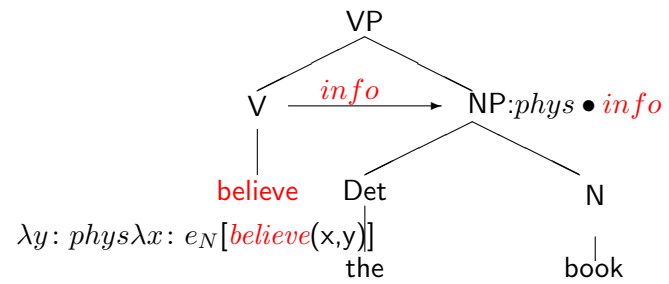 VP
V info NP:phys • info
believe Det N
λy: physλx: e_N[believe(x,y)]
the book